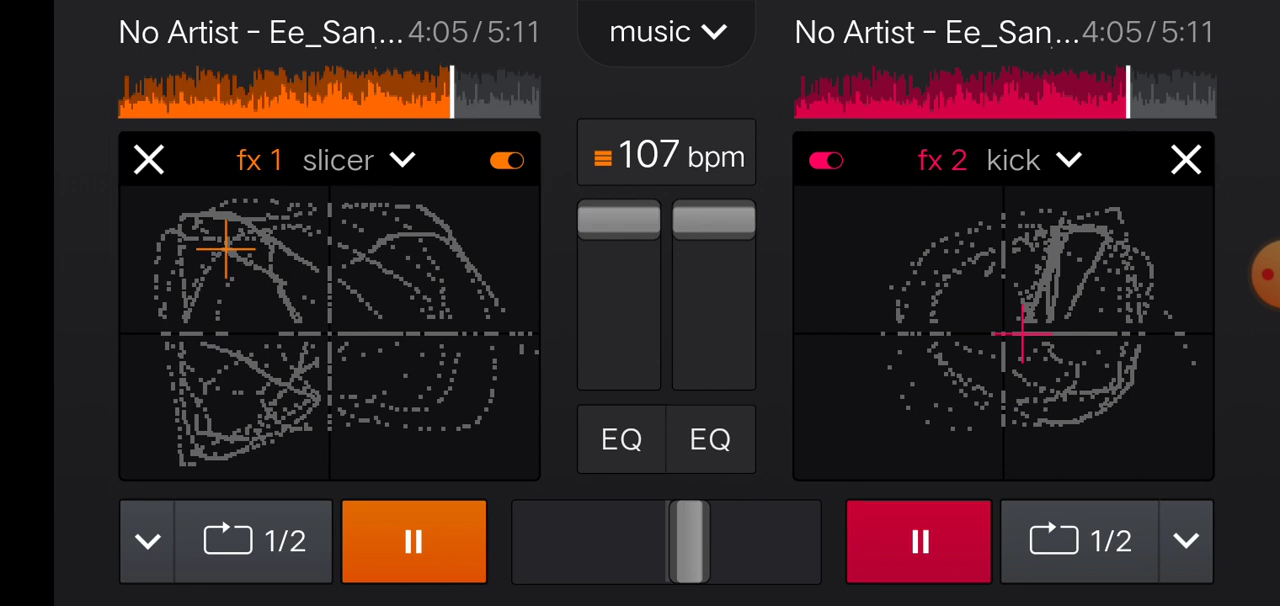 No Artist - Ee_San... 4:05/5:11
music
No Artist - Ee_San... 4:05/5:11
fx 1 slicer
107 bpm
fx 2 kick
EQ EQ
1/2
1/2